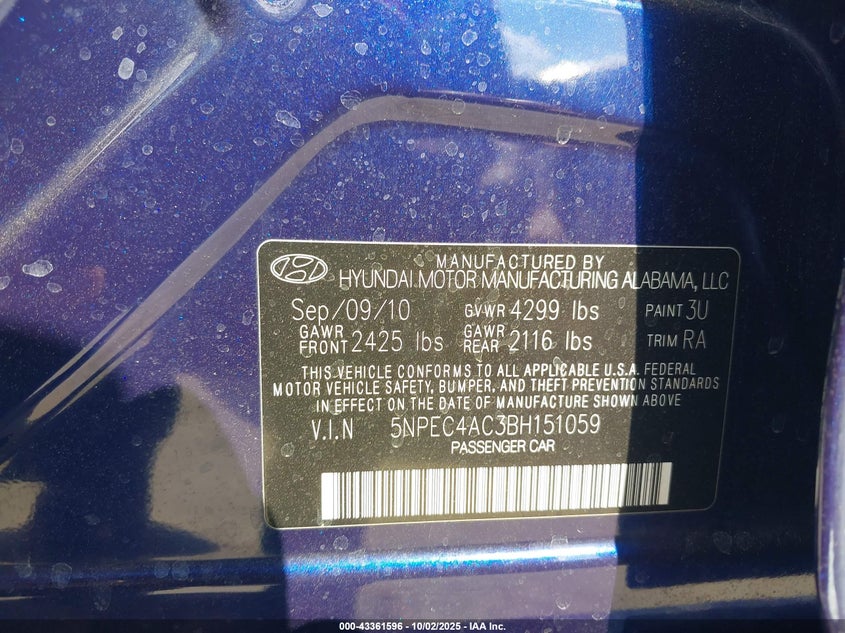 MANUFACTURED BY
HYUNDAI MOTOR MANUFACTURING ALABAMA, LLC
Sep/09/10 GVWR 4299 lbs PAINT 3U
GAWR FRONT 2425 lbs GAWR REAR 2116 lbs TRIM RA
THIS VEHICLE CONFORMS TO ALL APPLICABLE U.S.A. FEDERAL
MOTOR VEHICLE SAFETY, BUMPER, AND THEFT PREVENTION STANDARDS
IN EFFECT ON THE DATE OF MANUFACTURE SHOWN ABOVE
V.I.N 5NPEC4AC3BH151059
PASSENGER CAR
000-43361596 - 10/02/2025 - IAA Inc.